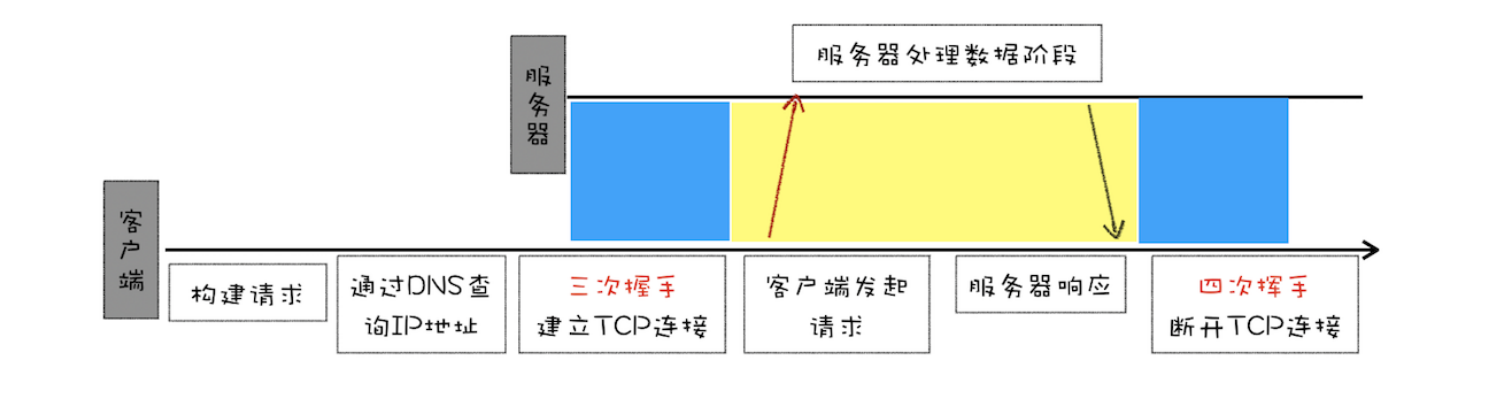 服务器处理数据阶段
服务器
客户端
构建请求
通过DNS查
询IP地址
三次握手
建立TCP连接
客户端发起
请求
服务器响应
四次挥手
断开TCP连接